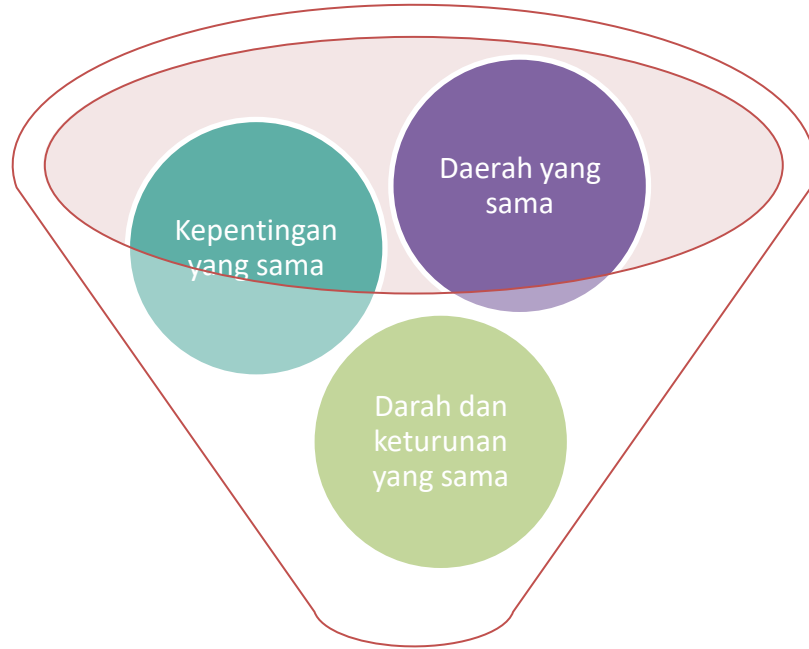 Kepentingan
yang sama
Daerah yang
sama
Darah dan
keturunan
yang sama